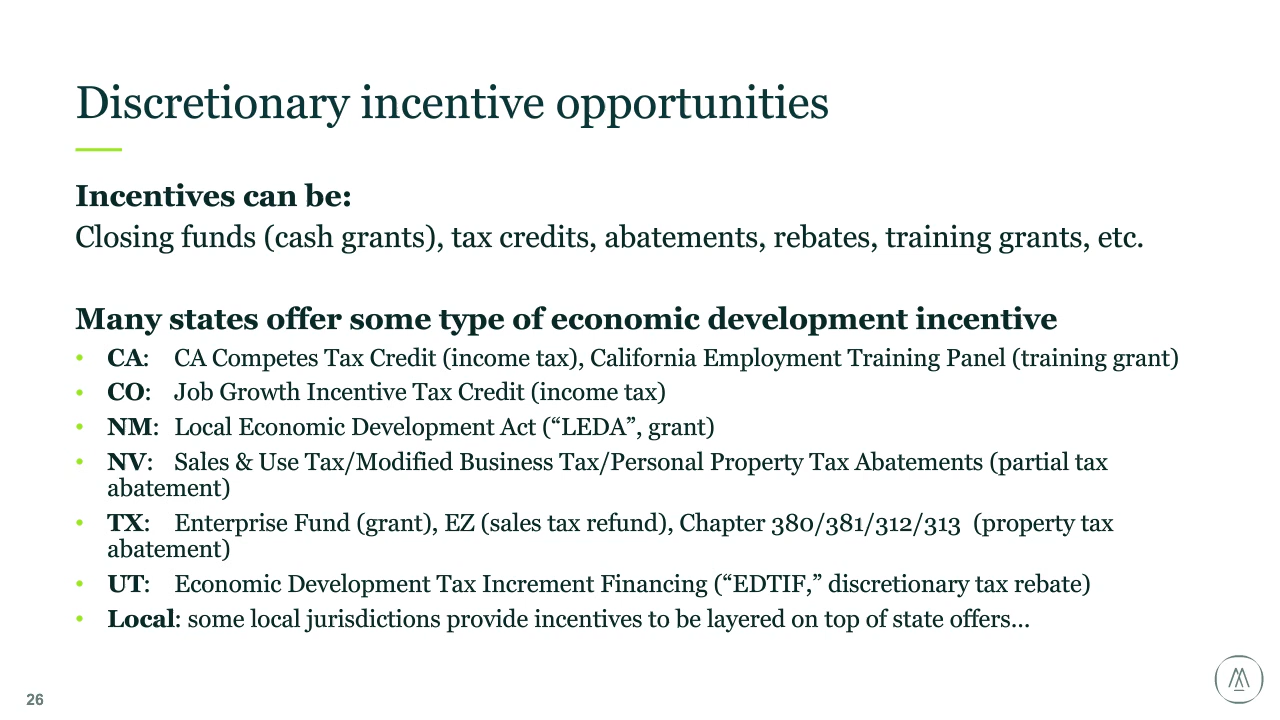 Discretionary incentive opportunities
Incentives can be:
Closing funds (cash grants), tax credits, abatements, rebates, training grants, etc.
Many states offer some type of economic development incentive
• CA: CA Competes Tax Credit (income tax), California Employment Training Panel (training grant)
• CO: Job Growth Incentive Tax Credit (income tax)
• NM: Local Economic Development Act (“LEDA”, grant)
• NV: Sales & Use Tax/Modified Business Tax/Personal Property Tax Abatements (partial tax
abatement)
• TX: Enterprise Fund (grant), EZ (sales tax refund), Chapter 380/381/312/313 (property tax
abatement)
• UT: Economic Development Tax Increment Financing (“EDTIF,” discretionary tax rebate)
• Local: some local jurisdictions provide incentives to be layered on top of state offers...
26